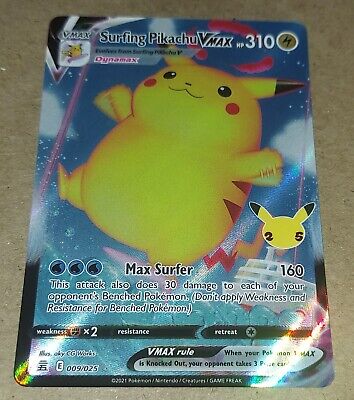 VMAX Surfing Pikachu VMAX HP 310
Evolves from Surfing Pikachu V
Dynamax
25
Max Surfer 160
This attack also does 30 damage to each of your
opponent's Benched Pokémon. (Don't apply Weakness and
Resistance for Benched Pokémon.)
weakness ×2 resistance retreat
Illus. aky CG Works
E 009/025
VMAX rule When your Pokémon VMAX
is Knocked Out, your opponent takes 3 Prize cards.
©2021 Pokémon / Nintendo / Creatures / GAME FREAK